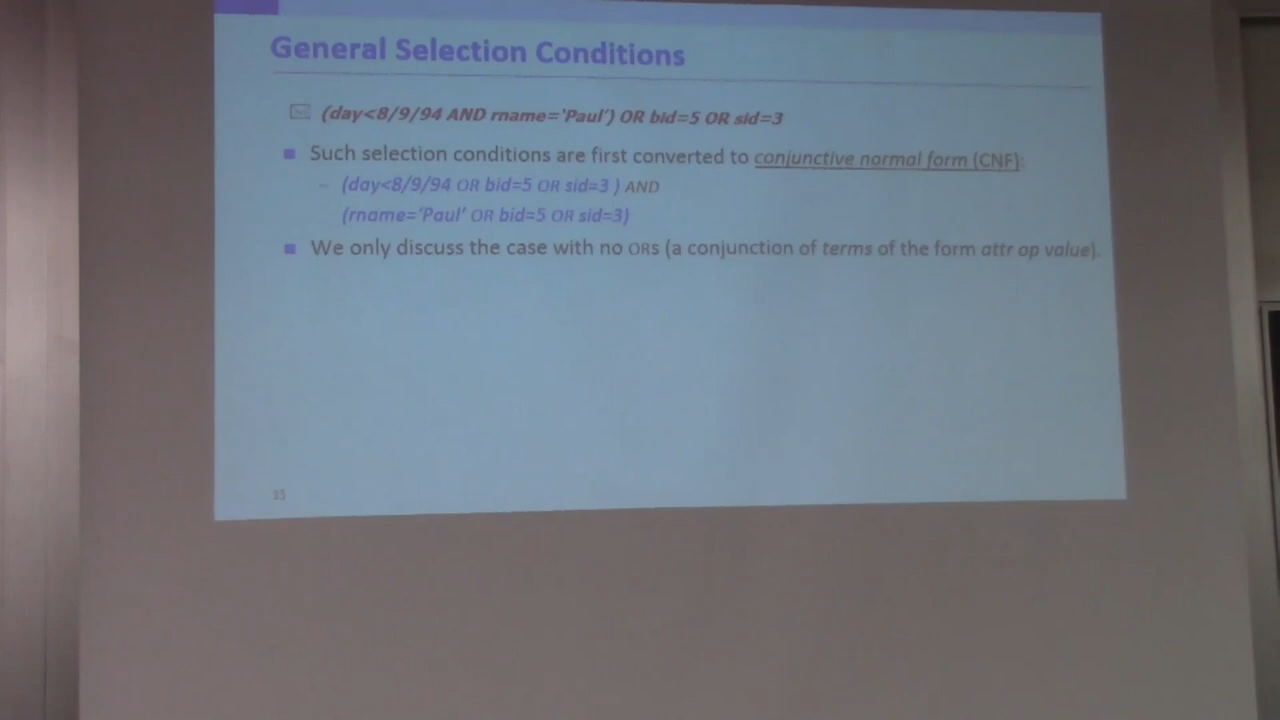 General Selection Conditions
(day<8/9/94 AND rname='Paul') OR bid=5 OR sid=3
Such selection conditions are first converted to conjunctive normal form (CNF):
(day<8/9/94 OR bid=5 OR sid=3 ) AND
(rname='Paul' OR bid=5 OR sid=3)
We only discuss the case with no ORs (a conjunction of terms of the form attr op value).